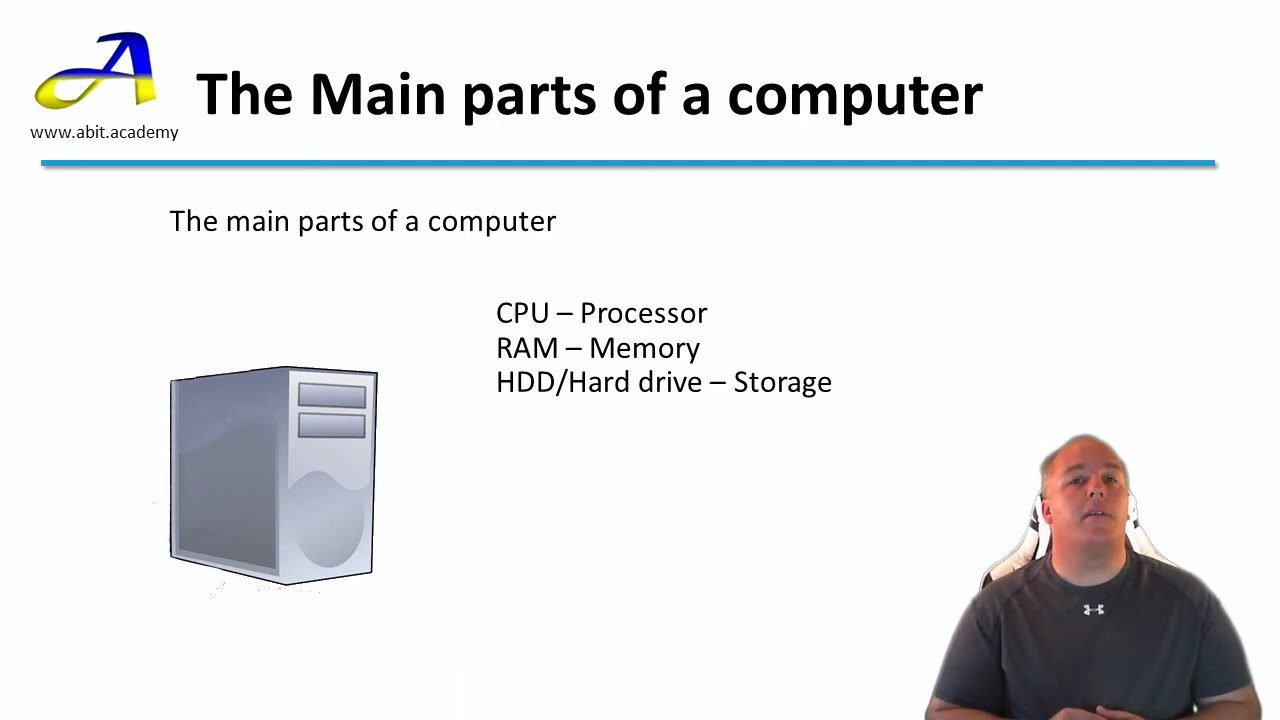 The Main parts of a computer
www.abit.academy
The main parts of a computer
CPU – Processor
RAM – Memory
HDD/Hard drive – Storage